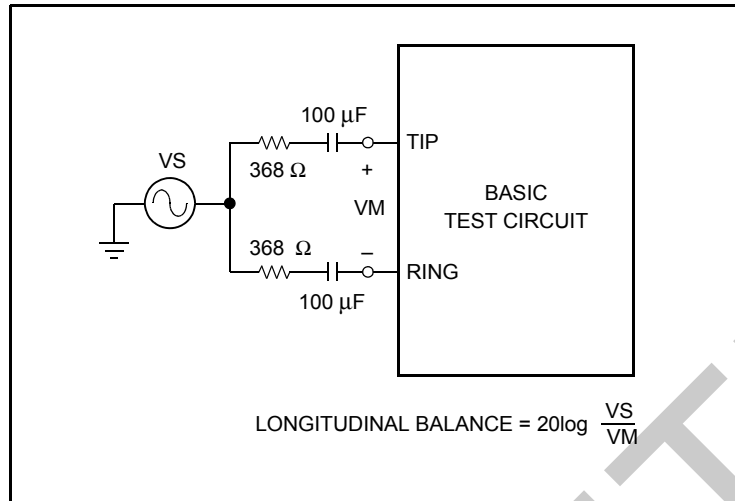 100 μF
TIP
VS
368 Ω
+
VM
BASIC
TEST CIRCUIT
368 Ω
–
RING
100 μF
LONGITUDINAL BALANCE = 20log VS
VM